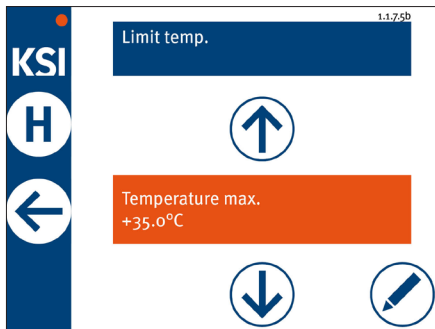 1.1.7.5b
Limit temp.
KSI
H
Temperature max.
+35.0°C